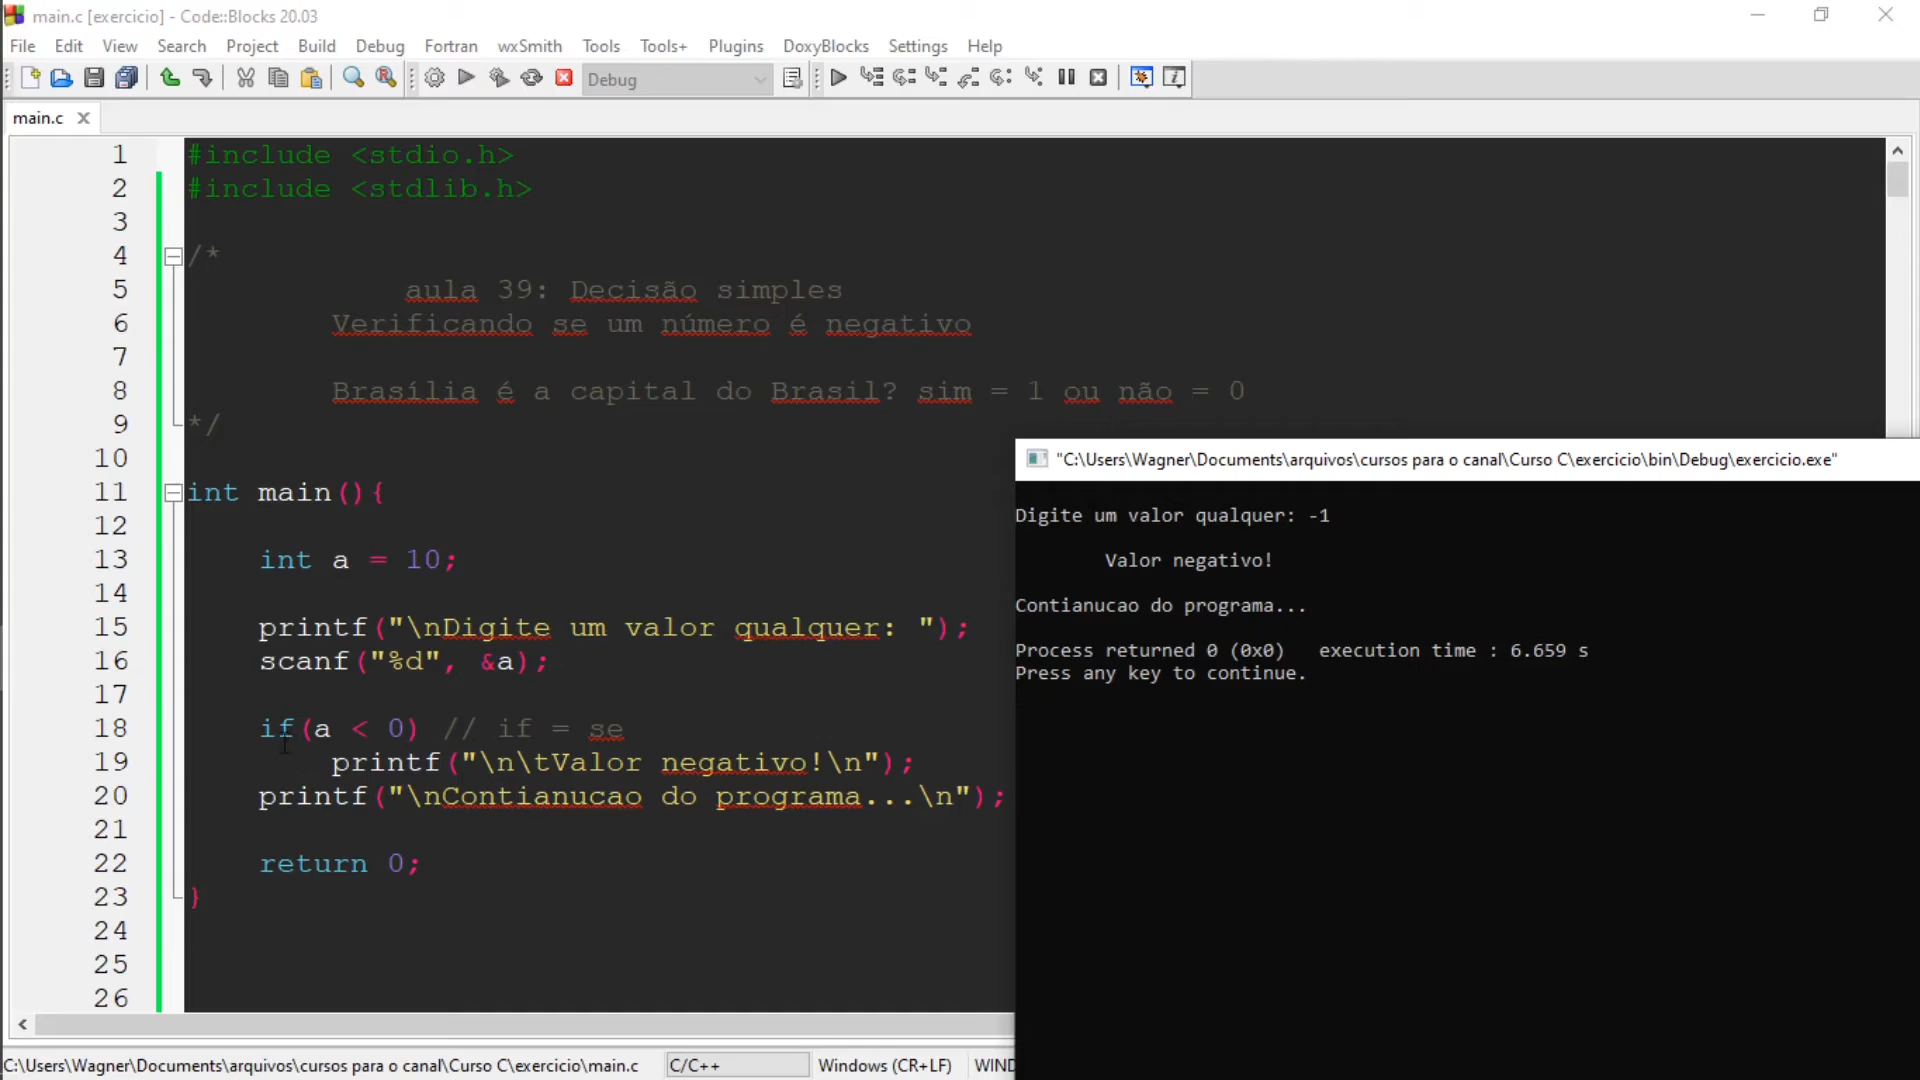 main.c [exercicio] - Code::Blocks 20.03
File Edit View Search Project Build Debug Fortran wxSmith Tools Tools+ Plugins DoxyBlocks Settings Help
Debug
main.c
1 #include <stdio.h>
2 #include <stdlib.h>
3
4 /*
5 aula 39: Decisão simples
6 Verificando se um número é negativo
7
8 Brasília é a capital do Brasil? sim = 1 ou não = 0
9 */
10
11 int main(){
12
13 int a = 10;
14
15 printf("\nDigite um valor qualquer: ");
16 scanf("%d", &a);
17
18 if(a < 0) // if = se
19 printf("\n\tValor negativo!\n");
20 printf("\nContianucao do programa...\n");
21
22 return 0;
23 }
24
25
26
"C:\Users\Wagner\Documents\arquivos\cursos para o canal\Curso C\exercicio\bin\Debug\exercicio.exe"
Digite um valor qualquer: -1
Valor negativo!
Contianucao do programa...
Process returned 0 (0x0) execution time : 6.659 s
Press any key to continue.
C:\Users\Wagner\Documents\arquivos\cursos para o canal\Curso C\exercicio\main.c C/C++ Windows (CR+LF) WIND